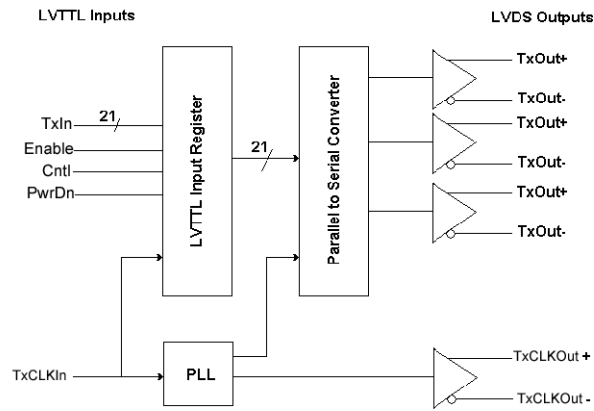 LVTTL Inputs
LVDS Outputs
TxIn
21
Enable
Cntl
PwrDn
LVTTL Input Register
21
Parallel to Serial Converter
TxOut+
TxOut-
TxOut+
TxOut-
TxOut+
TxOut-
TxCLKIn
PLL
TxCLKOut +
TxCLKOut -